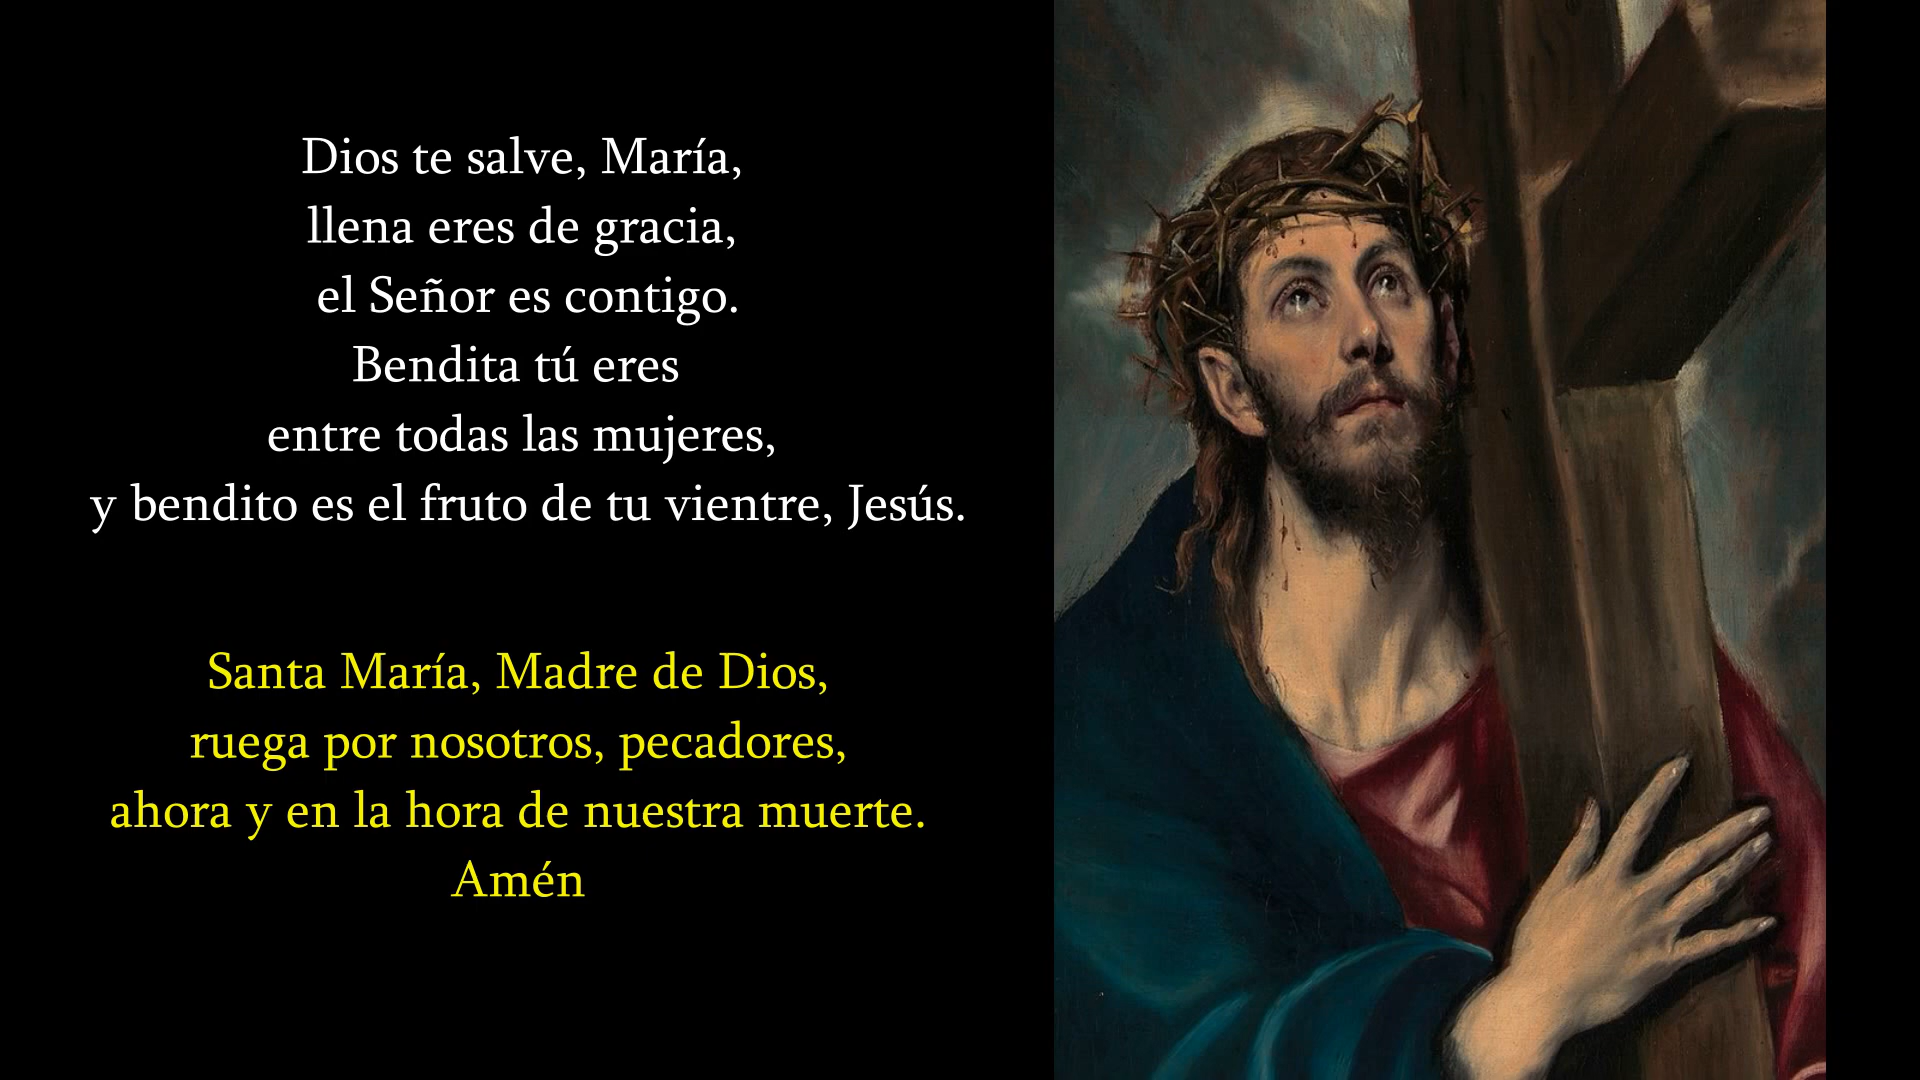 Dios te salve, María,
llena eres de gracia,
el Señor es contigo.
Bendita tú eres
entre todas las mujeres,
y bendito es el fruto de tu vientre, Jesús.
Santa María, Madre de Dios,
ruega por nosotros, pecadores,
ahora y en la hora de nuestra muerte.
Amén